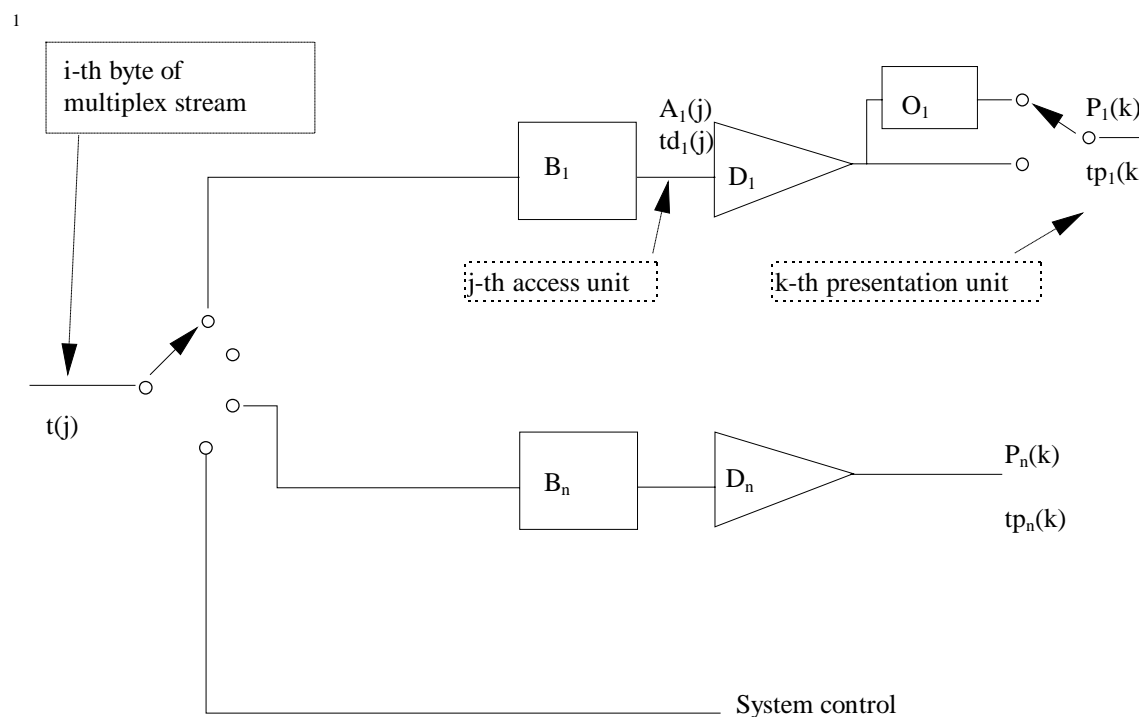 1
i-th byte of
multiplex stream
A₁(j)
td₁(j)
B₁
D₁
O₁
P₁(k)
tp₁(k
j-th access unit
k-th presentation unit
t(j)
Bₙ
Dₙ
Pₙ(k)
tpₙ(k)
System control